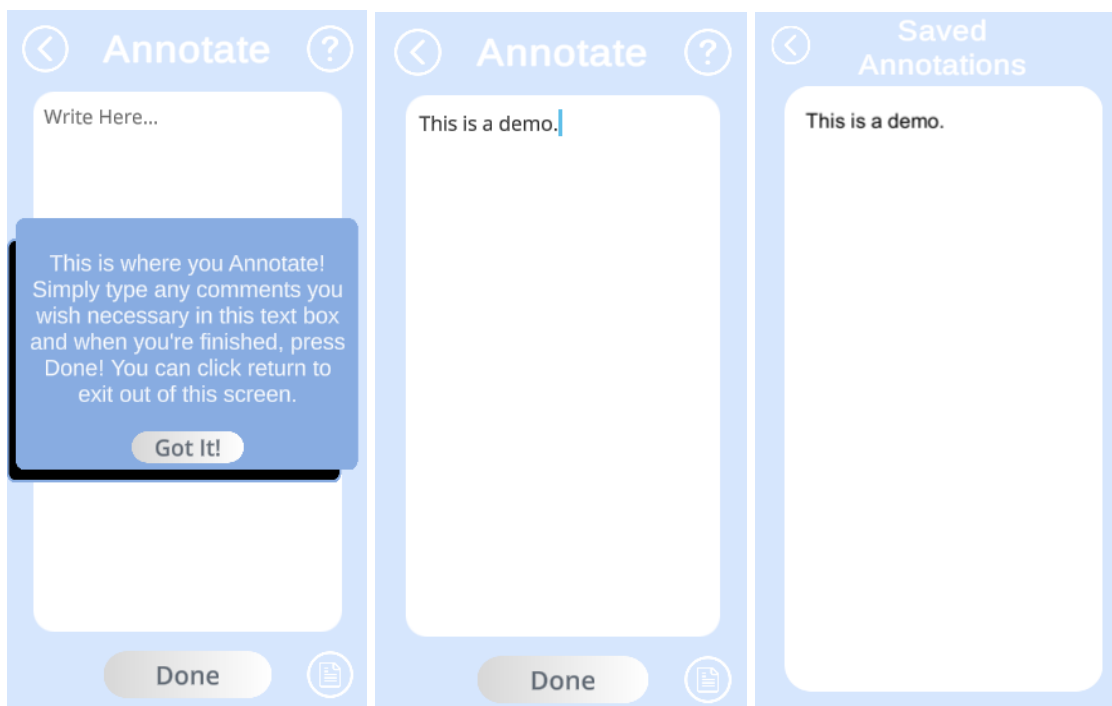 Annotate
?
Write Here...
This is where you Annotate!
Simply type any comments you
wish necessary in this text box
and when you're finished, press
Done! You can click return to
exit out of this screen.
Got It!
Done
Annotate
?
This is a demo.
Done
Saved
Annotations
This is a demo.